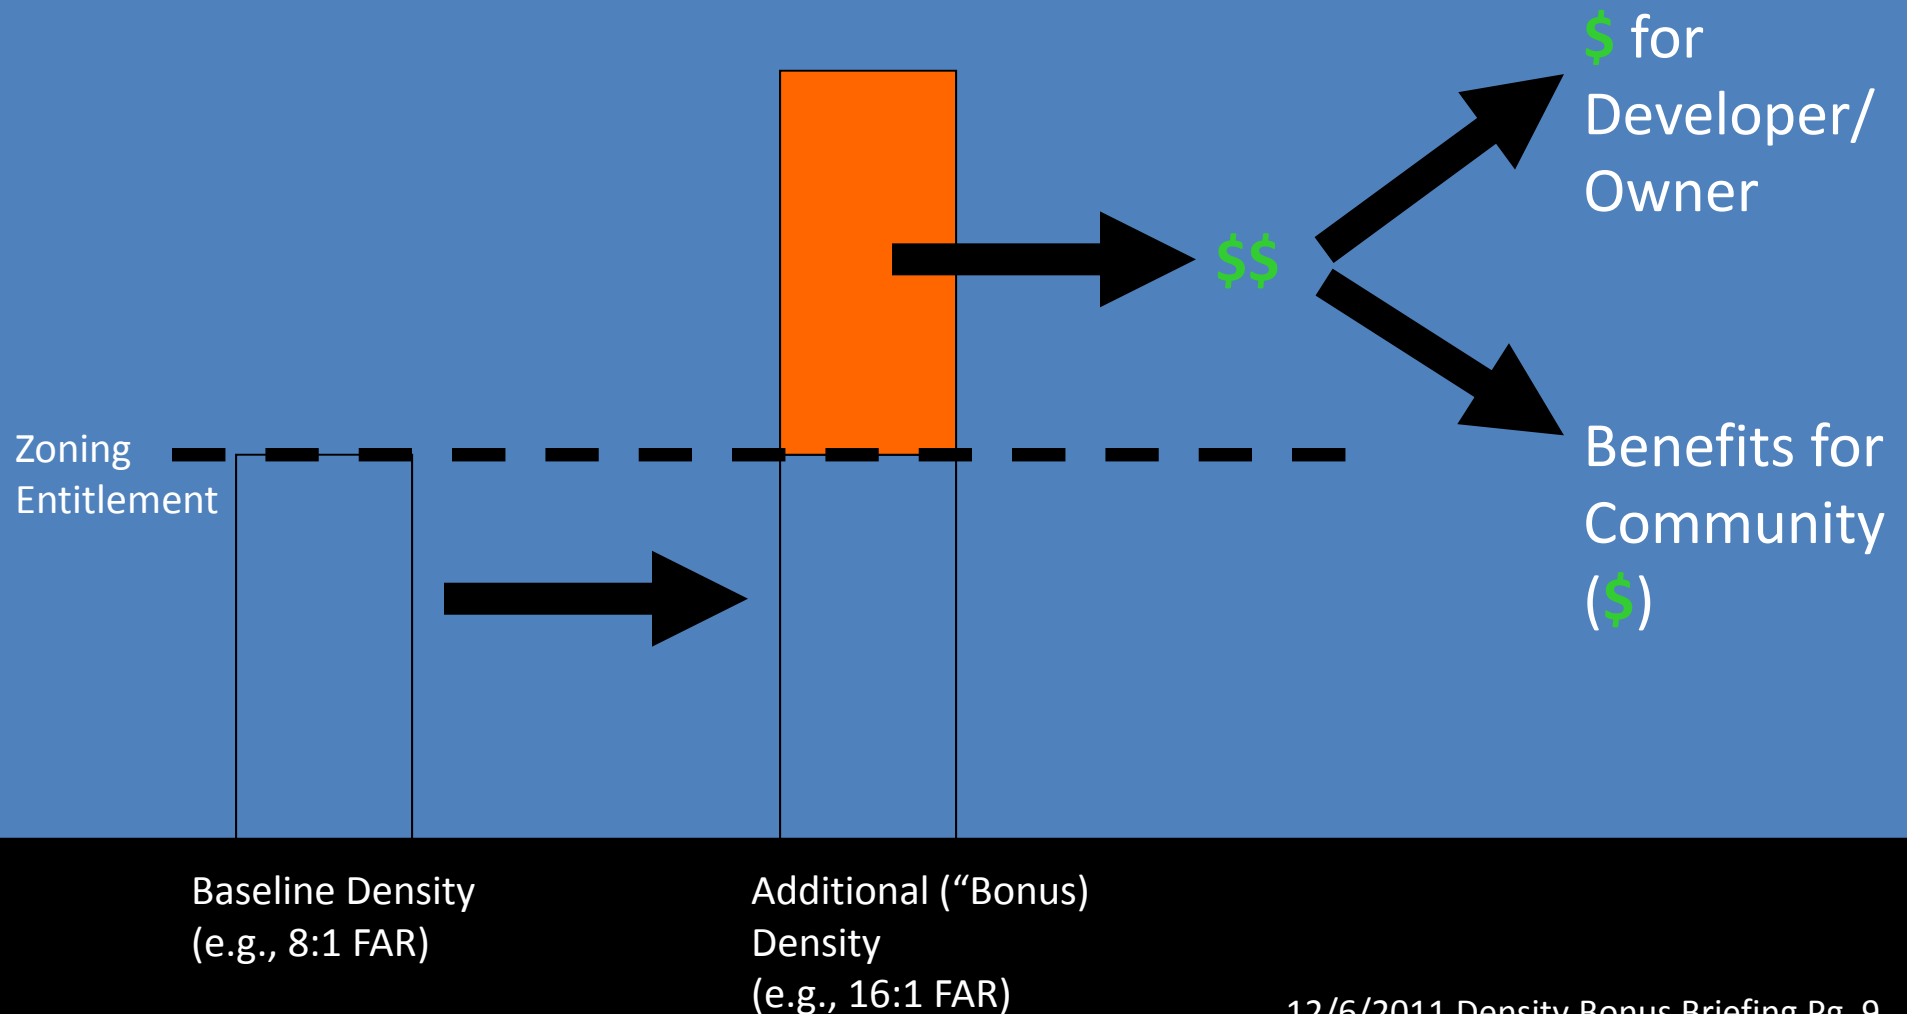 $ for
Developer/
Owner
$$
Zoning
Entitlement
Benefits for
Community
($)
Baseline Density
(e.g., 8:1 FAR)
Additional (“Bonus)
Density
(e.g., 16:1 FAR)
12/6/2011 Density Bonus Briefing Pg. 9